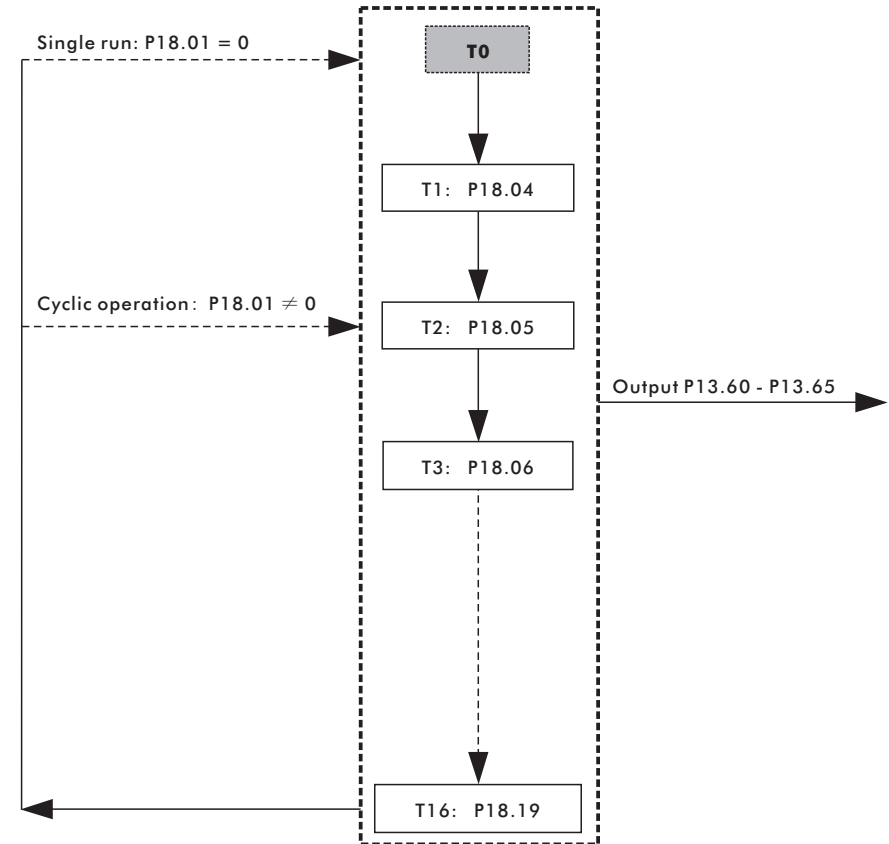 Single run: P18.01 = 0
T0
T1: P18.04
Cyclic operation: P18.01 ≠ 0
T2: P18.05
Output P13.60 - P13.65
T3: P18.06
T16: P18.19